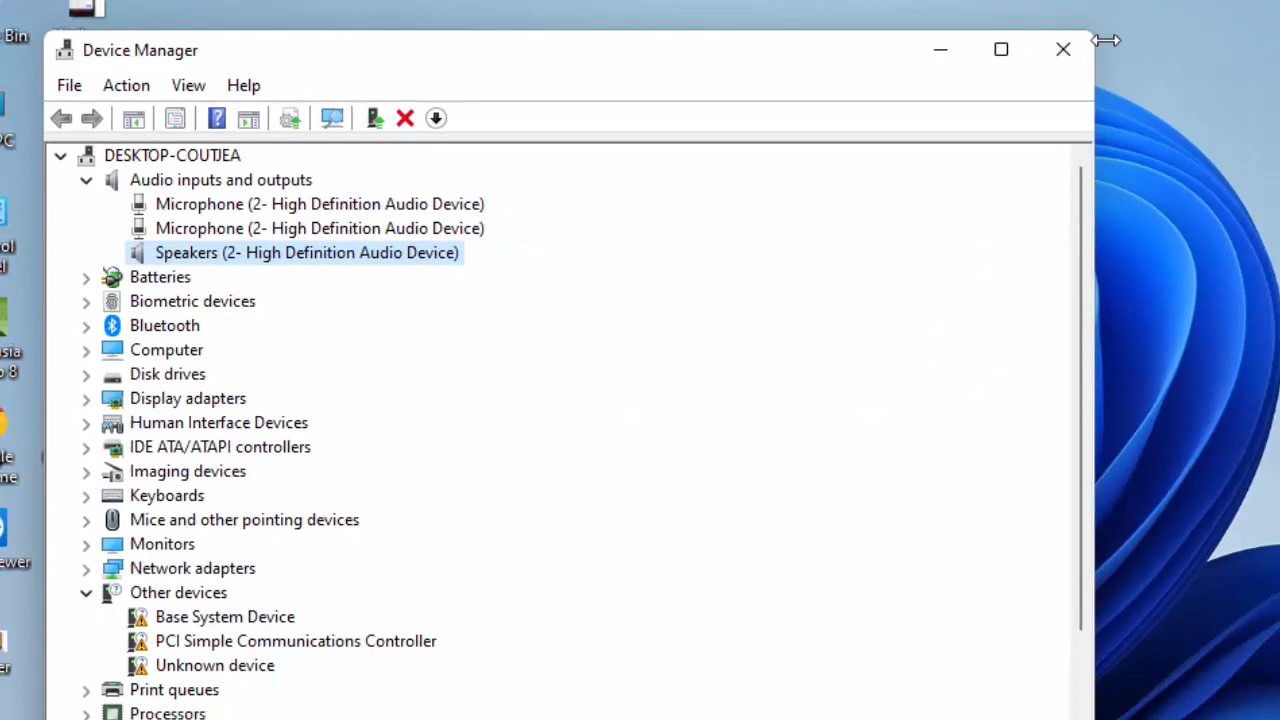 Bin
Device Manager
File Action View Help
PC
DESKTOP-COUTJEA
Audio inputs and outputs
Microphone (2- High Definition Audio Device)
Microphone (2- High Definition Audio Device)
Speakers (2- High Definition Audio Device)
Batteries
Biometric devices
Bluetooth
Computer
Disk drives
Display adapters
Human Interface Devices
IDE ATA/ATAPI controllers
Imaging devices
Keyboards
Mice and other pointing devices
Monitors
Network adapters
Other devices
Base System Device
PCI Simple Communications Controller
Unknown device
Print queues
Processors